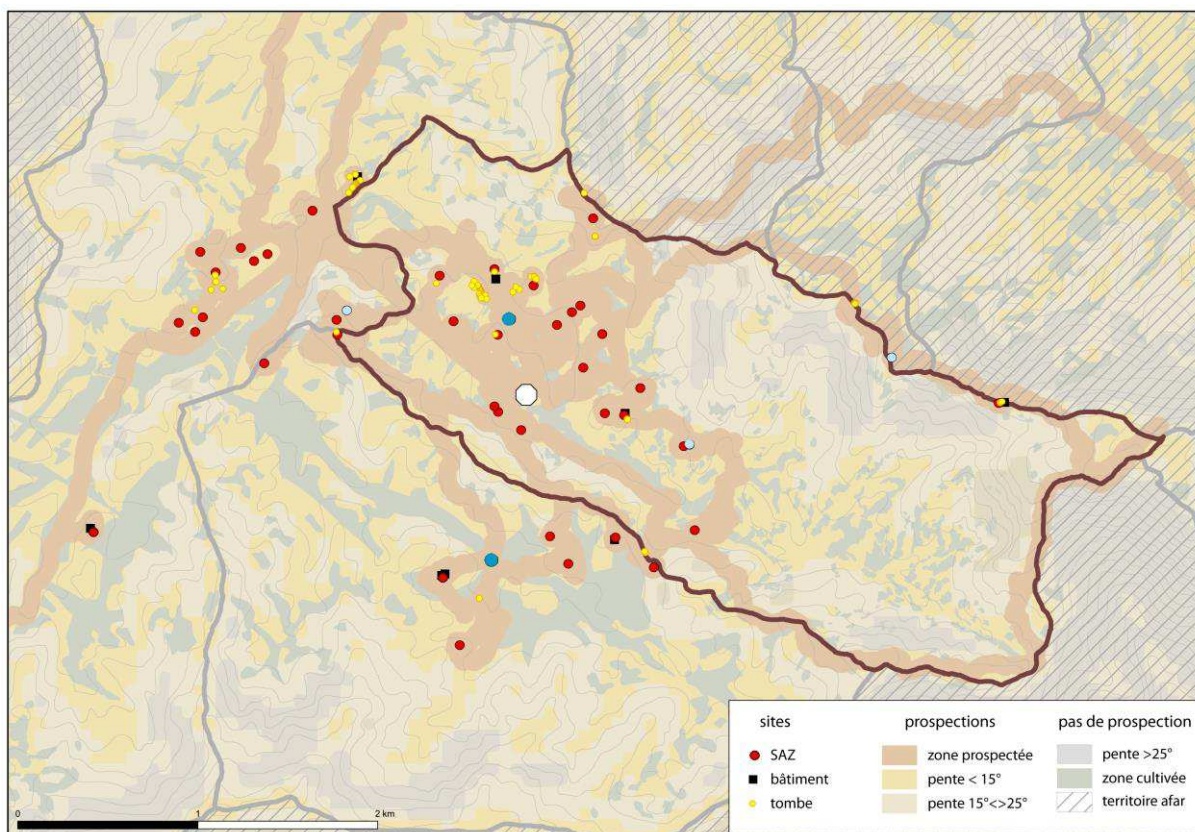 0 1 2 km
sites prospections pas de prospection
SAZ zone prospectée pente >25°
bâtiment pente < 15° zone cultivée
tombe pente 15°<>25° territoire afar